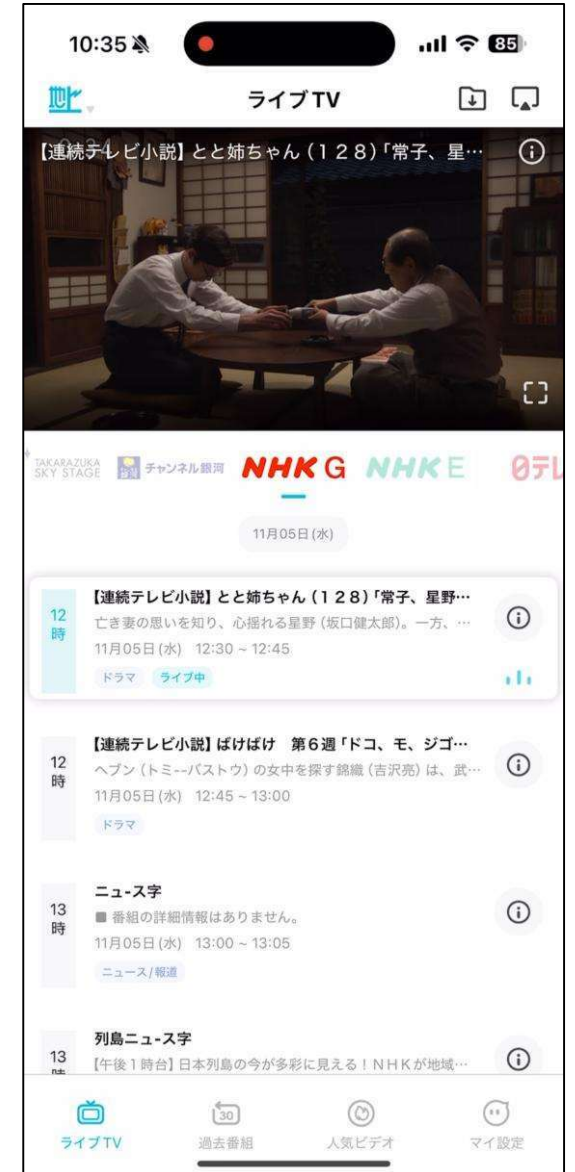 10:35
85
地上
ライブTV
【連続テレビ小説】とと姉ちゃん（１２８）「常子、星…
TAKARAZUKA
SKY STAGE
チャンネル銀河
NHK G
NHK E
日テレ
11月05日(水)
【連続テレビ小説】とと姉ちゃん（１２８）「常子、星野…
12
時
亡き妻の思いを知り、心揺れる星野（坂口健太郎）。一方、…
11月05日(水) 12:30 ~ 12:45
ドラマ ライブ中
【連続テレビ小説】ばけばけ　第６週「ドコ、モ、ジゴ…
12
時
ヘブン（トミ--バストウ）の女中を探す錦織（吉沢亮）は、武…
11月05日(水) 12:45 ~ 13:00
ドラマ
ニュ-ス字
13
時
■ 番組の詳細情報はありません。
11月05日(水) 13:00 ~ 13:05
ニュース/報道
列島ニュ-ス字
13
時
【午後１時台】日本列島の今が多彩に見える！ＮＨＫが地域…
30
ライブTV
過去番組
人気ビデオ
マイ設定